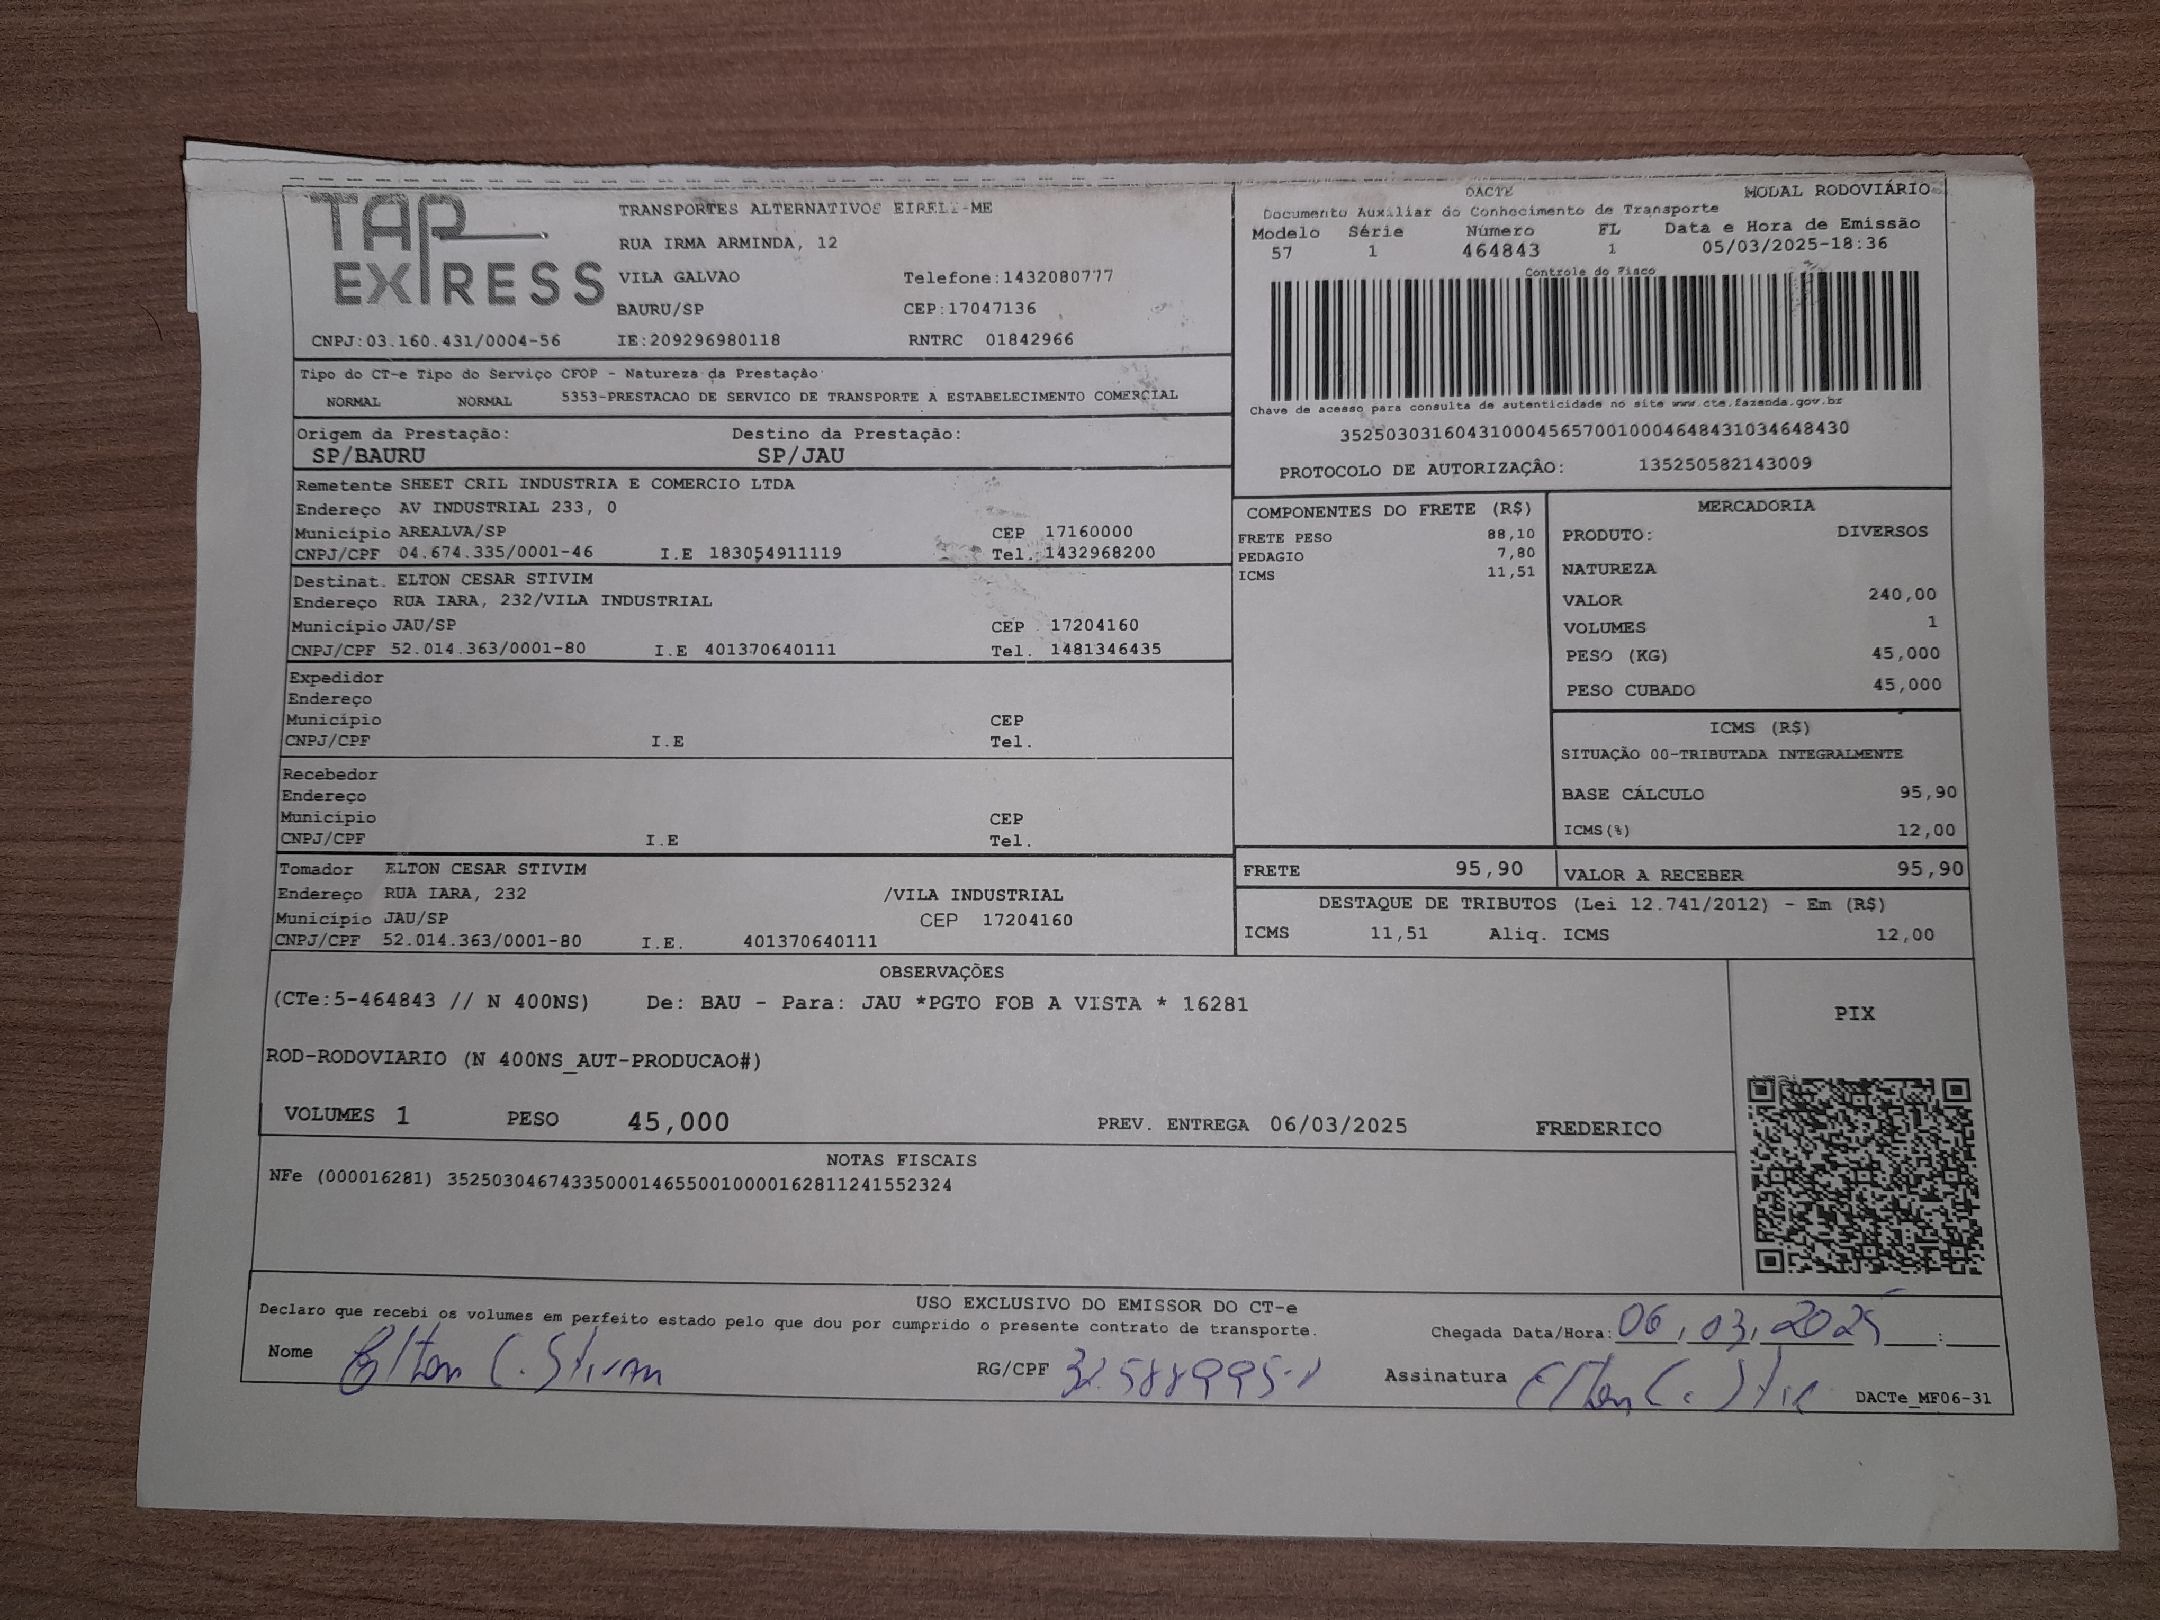 TAP EXPRESS
TRANSPORTES ALTERNATIVOS EIRELI-ME
RUA IRMA ARMINDA, 12
VILA GALVAO Telefone:1432080777
BAURU/SP CEP:17047136
CNPJ:03.160.431/0004-56 IE:209296980118 RNTRC 01842966
DACTE MODAL RODOVIÁRIO
Documento Auxiliar do Conhecimento de Transporte
Modelo Série Número FL Data e Hora de Emissão
57 1 464843 1 05/03/2025-18:36
Controle do Fisco
Chave de acesso para consulta de autenticidade no site www.cte.fazenda.gov.br
35250303160431000456570010004648431034648430
PROTOCOLO DE AUTORIZAÇÃO: 135250582143009
Tipo do CT-e Tipo do Serviço CFOP - Natureza da Prestação
NORMAL NORMAL 5353-PRESTACAO DE SERVICO DE TRANSPORTE A ESTABELECIMENTO COMERCIAL
Origem da Prestação: Destino da Prestação:
SP/BAURU SP/JAU
Remetente SHEET CRIL INDUSTRIA E COMERCIO LTDA
Endereço AV INDUSTRIAL 233, 0
Município AREALVA/SP CEP 17160000
CNPJ/CPF 04.674.335/0001-46 I.E 183054911119 Tel. 1432968200
Destinat. ELTON CESAR STIVIM
Endereço RUA IARA, 232/VILA INDUSTRIAL
Município JAU/SP CEP 17204160
CNPJ/CPF 52.014.363/0001-80 I.E 401370640111 Tel. 1481346435
Expedidor
Endereço
Município CEP
CNPJ/CPF I.E Tel.
Recebedor
Endereço
Município CEP
CNPJ/CPF I.E Tel.
Tomador ELTON CESAR STIVIM
Endereço RUA IARA, 232 /VILA INDUSTRIAL
Município JAU/SP CEP 17204160
CNPJ/CPF 52.014.363/0001-80 I.E. 401370640111
COMPONENTES DO FRETE (R$)
FRETE PESO 88,10
PEDAGIO 7,80
ICMS 11,51
MERCADORIA
PRODUTO: DIVERSOS
NATUREZA
VALOR 240,00
VOLUMES 1
PESO (KG) 45,000
PESO CUBADO 45,000
ICMS (R$)
SITUAÇÃO 00-TRIBUTADA INTEGRALMENTE
BASE CÁLCULO 95,90
ICMS(%) 12,00
FRETE 95,90 VALOR A RECEBER 95,90
DESTAQUE DE TRIBUTOS (Lei 12.741/2012) - Em (R$)
ICMS 11,51 Aliq. ICMS 12,00
OBSERVAÇÕES
(CTe:5-464843 // N 400NS) De: BAU - Para: JAU *PGTO FOB A VISTA * 16281
ROD-RODOVIARIO (N 400NS_AUT-PRODUCAO#)
VOLUMES 1 PESO 45,000 PREV. ENTREGA 06/03/2025 FREDERICO
PIX
NOTAS FISCAIS
NFe (000016281) 35250304674335000146550010000162811241552324
USO EXCLUSIVO DO EMISSOR DO CT-e
Declaro que recebi os volumes em perfeito estado pelo que dou por cumprido o presente contrato de transporte.
Chegada Data/Hora: 06.03.2025 ___:___
Nome Elton C. Stivim RG/CPF Assinatura Elton C. DACTe_MF06-31